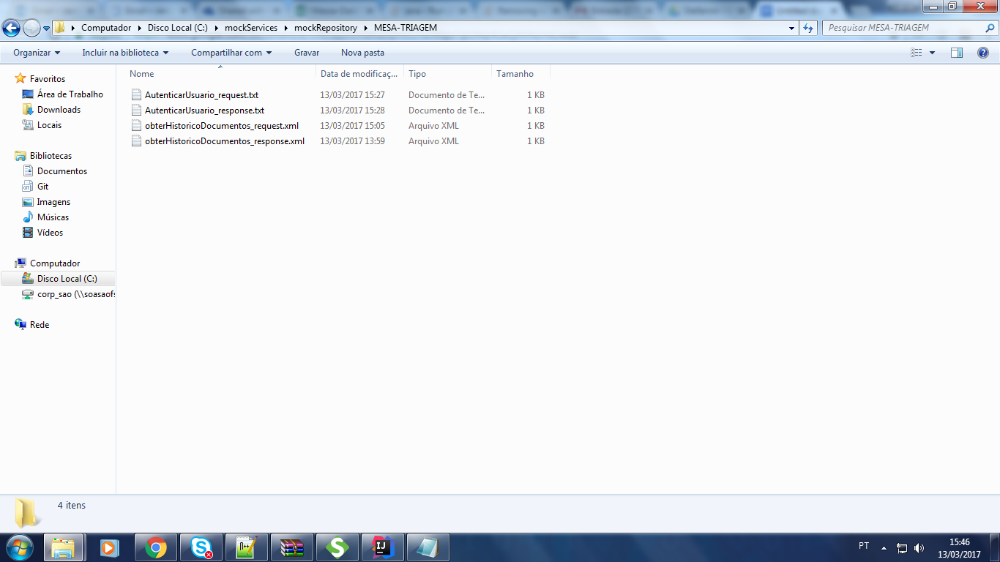 Computador Disco Local (C:) mockServices mockRepository MESA-TRIAGEM
Pesquisar MESA-TRIAGEM
Organizar Incluir na biblioteca Compartilhar com Gravar Nova pasta
Favoritos
Área de Trabalho
Downloads
Locais
Bibliotecas
Documentos
Git
Imagens
Músicas
Vídeos
Computador
Disco Local (C:)
corp_sao (\\soasaofs
Rede
Nome Data de modificaç... Tipo Tamanho
AutenticarUsuario_request.txt 13/03/2017 15:27 Documento de Te... 1 KB
AutenticarUsuario_response.txt 13/03/2017 15:28 Documento de Te... 1 KB
obterHistoricoDocumentos_request.xml 13/03/2017 15:05 Arquivo XML 1 KB
obterHistoricoDocumentos_response.xml 13/03/2017 13:59 Arquivo XML 1 KB
4 itens
PT
15:46
13/03/2017